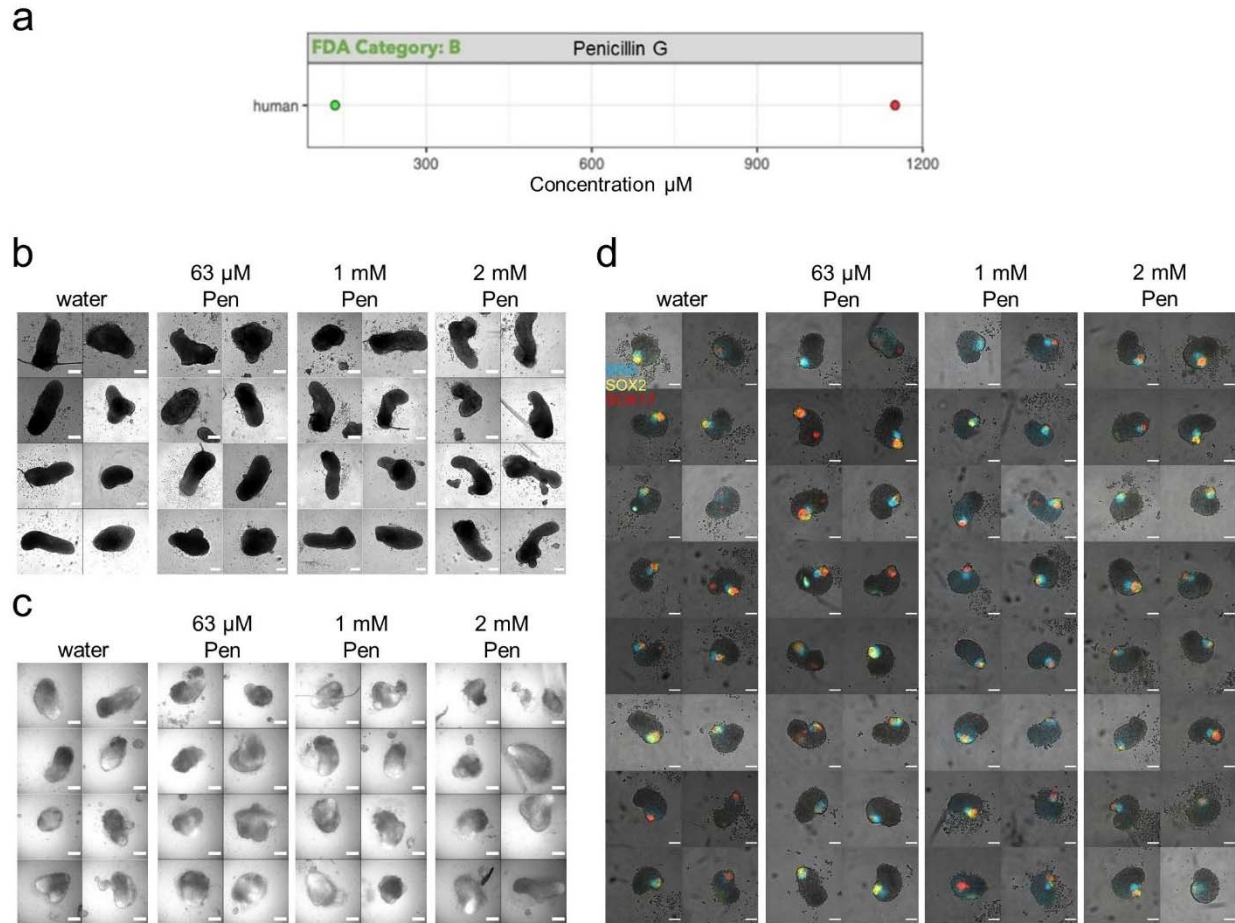 a
FDA Category: B Penicillin G
human
300 600 900 1200
Concentration µM
b
water 63 µM Pen 1 mM Pen 2 mM Pen
c
water 63 µM Pen 1 mM Pen 2 mM Pen
d
water 63 µM Pen 1 mM Pen 2 mM Pen
SOX2